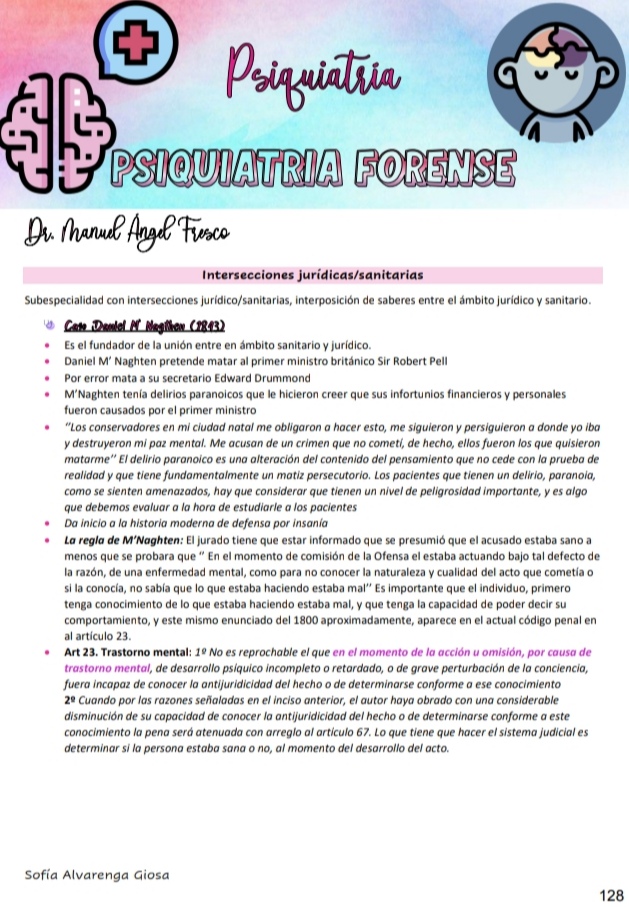 Psiquiatría
PSIQUIATRIA FORENSE
Dr. Manuel Ángel Fresco
Intersecciones jurídicas/sanitarias
Subespecialidad con intersecciones jurídico/sanitarias, interposición de saberes entre el ámbito jurídico y sanitario.
Caso Daniel M´Nagthen (1843)
Es el fundador de la unión entre en ámbito sanitario y jurídico.
Daniel M' Naghten pretende matar al primer ministro británico Sir Robert Pell
Por error mata a su secretario Edward Drummond
M'Naghten tenía delirios paranoicos que le hicieron creer que sus infortunios financieros y personales
fueron causados por el primer ministro
"Los conservadores en mi ciudad natal me obligaron a hacer esto, me siguieron y persiguieron a donde yo iba
y destruyeron mi paz mental. Me acusan de un crimen que no cometí, de hecho, ellos fueron los que quisieron
matarme" El delirio paranoico es una alteración del contenido del pensamiento que no cede con la prueba de
realidad y que tiene fundamentalmente un matiz persecutorio. Los pacientes que tienen un delirio, paranoia,
como se sienten amenazados, hay que considerar que tienen un nivel de peligrosidad importante, y es algo
que debemos evaluar a la hora de estudiarle a los pacientes
Da inicio a la historia moderna de defensa por insania
La regla de M'Naghten: El jurado tiene que estar informado que se presumió que el acusado estaba sano a
menos que se probara que " En el momento de comisión de la Ofensa el estaba actuando bajo tal defecto de
la razón, de una enfermedad mental, como para no conocer la naturaleza y cualidad del acto que cometía o
si la conocía, no sabía que lo que estaba haciendo estaba mal" Es importante que el individuo, primero
tenga conocimiento de lo que estaba haciendo estaba mal, y que tenga la capacidad de poder decir su
comportamiento, y este mismo enunciado del 1800 aproximadamente, aparece en el actual código penal en
al artículo 23.
Art 23. Trastorno mental: 1º No es reprochable el que en el momento de la acción u omisión, por causa de
trastorno mental, de desarrollo psíquico incompleto o retardado, o de grave perturbación de la conciencia,
fuera incapaz de conocer la antijuridicidad del hecho o de determinarse conforme a ese conocimiento
2º Cuando por las razones señaladas en el inciso anterior, el autor haya obrado con una considerable
disminución de su capacidad de conocer la antijuridicidad del hecho o de determinarse conforme a este
conocimiento la pena será atenuada con arreglo al artículo 67. Lo que tiene que hacer el sistema judicial es
determinar si la persona estaba sana o no, al momento del desarrollo del acto.
Sofía Alvarenga Giosa
128